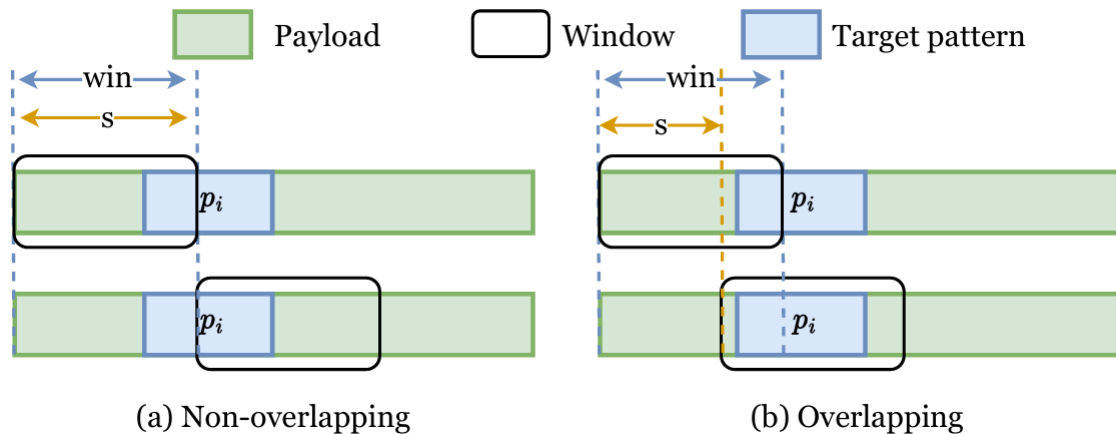 Payload Window Target pattern
win win
s s
p_i p_i
p_i p_i
(a) Non-overlapping (b) Overlapping